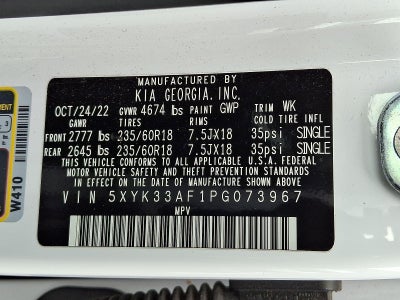 MANUFACTURED BY
KIA GEORGIA, INC.
OCT/24/22 GVWR 4674 lbs PAINT GWP TRIM WK
GAWR TIRES RIMS COLD TIRE INFL
FRONT 2777 lbs 235/60R18 7.5JX18 35psi SINGLE
REAR 2645 lbs 235/60R18 7.5JX18 35psi SINGLE
THIS VEHICLE CONFORMS TO ALL APPLICABLE U.S.A. FEDERAL
MOTOR VEHICLE SAFETY AND THEFT PREVENTION STANDARDS
IN EFFECT ON THE DATE OF MANUFACTURE SHOWN ABOVE.
VIN 5XYK33AF1PG073967
MPV
W410